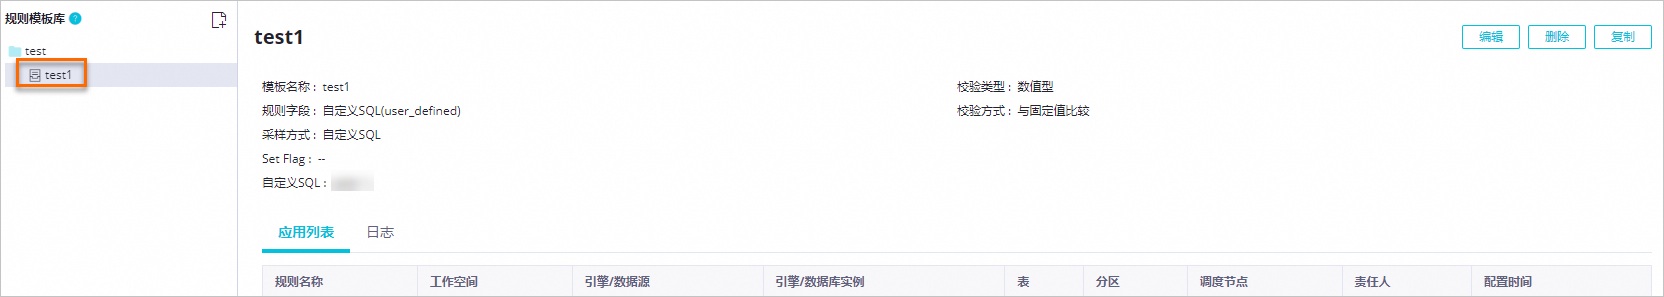 规则模板库 ?
test
test1
test1
编辑 删除 复制
模板名称： test1
校验类型： 数值型
规则字段： 自定义SQL(user_defined)
校验方式： 与固定值比较
采样方式： 自定义SQL
Set Flag： --
自定义SQL：
应用列表 日志
规则名称 工作空间 引擎/数据源 引擎/数据库实例 表 分区 调度节点 责任人 配置时间